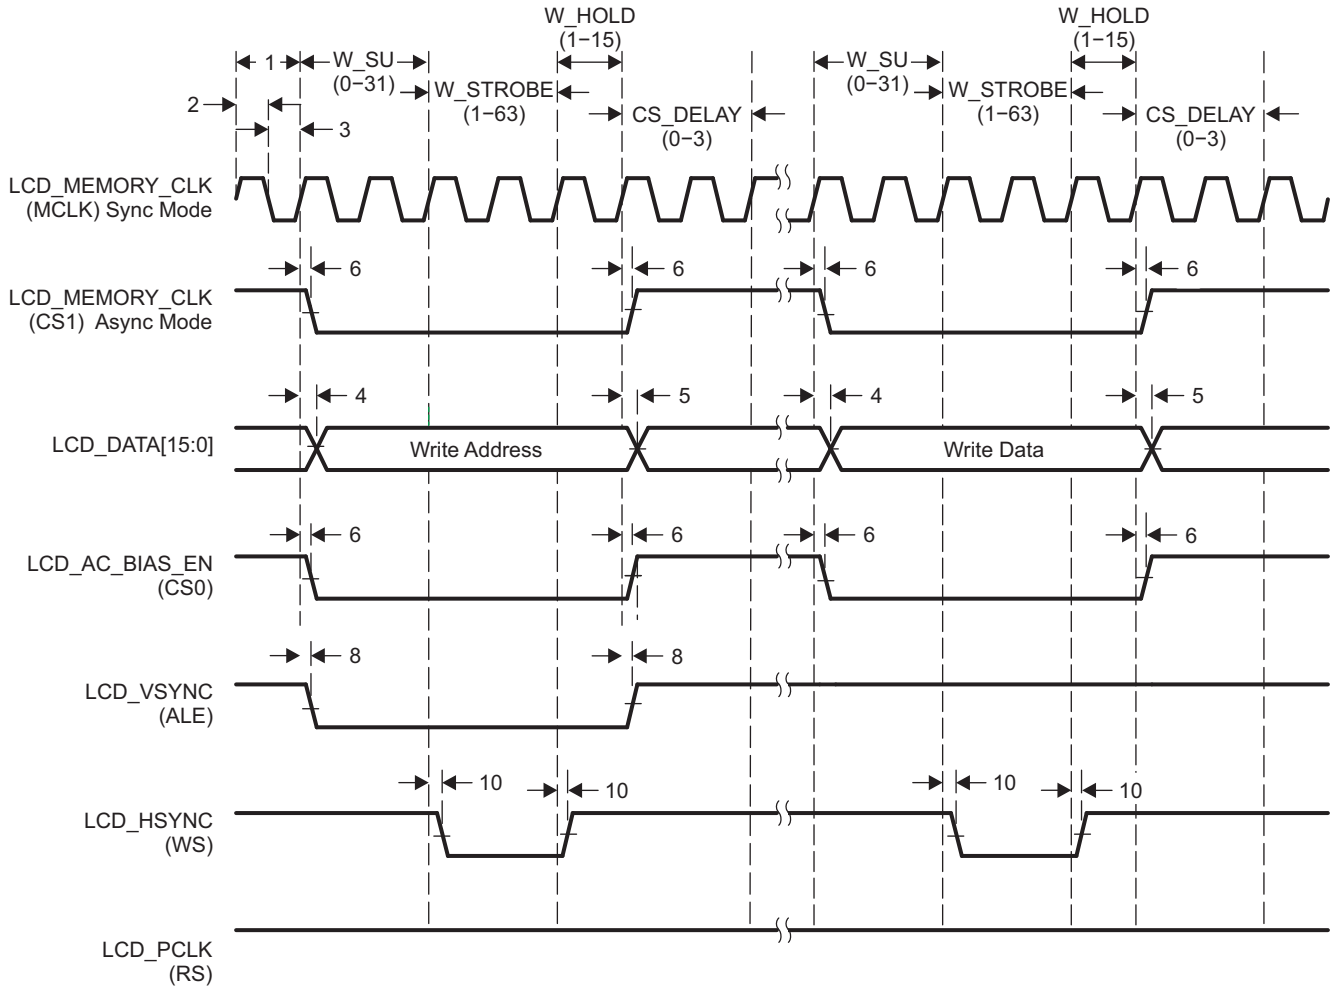 W_HOLD
(1−15)
W_HOLD
(1−15)
1
W_SU
(0−31)
W_SU
(0−31)
2
W_STROBE
(1−63)
W_STROBE
(1−63)
3
CS_DELAY
(0−3)
CS_DELAY
(0−3)
LCD_MEMORY_CLK
(MCLK) Sync Mode
6
6
6
6
LCD_MEMORY_CLK
(CS1) Async Mode
4
5
4
5
LCD_DATA[15:0]
Write Address
Write Data
6
6
6
6
LCD_AC_BIAS_EN
(CS0)
8
8
LCD_VSYNC
(ALE)
10
10
10
10
LCD_HSYNC
(WS)
LCD_PCLK
(RS)